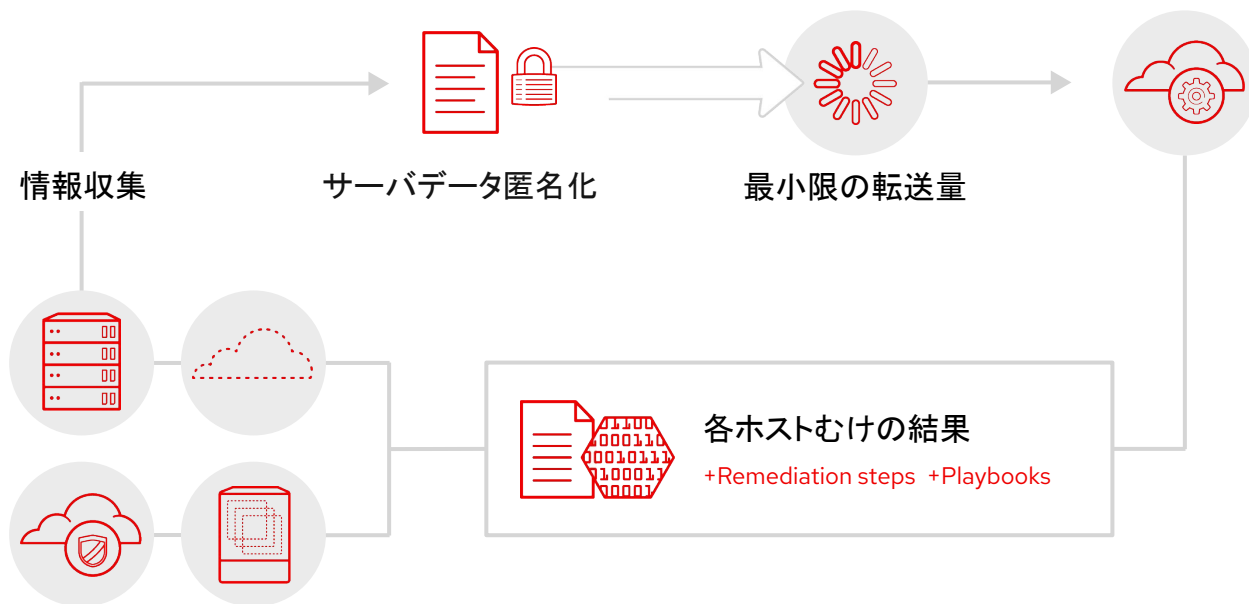 情報収集
サーバデータ匿名化
最小限の転送量
各ホストむけの結果
+Remediation steps +Playbooks